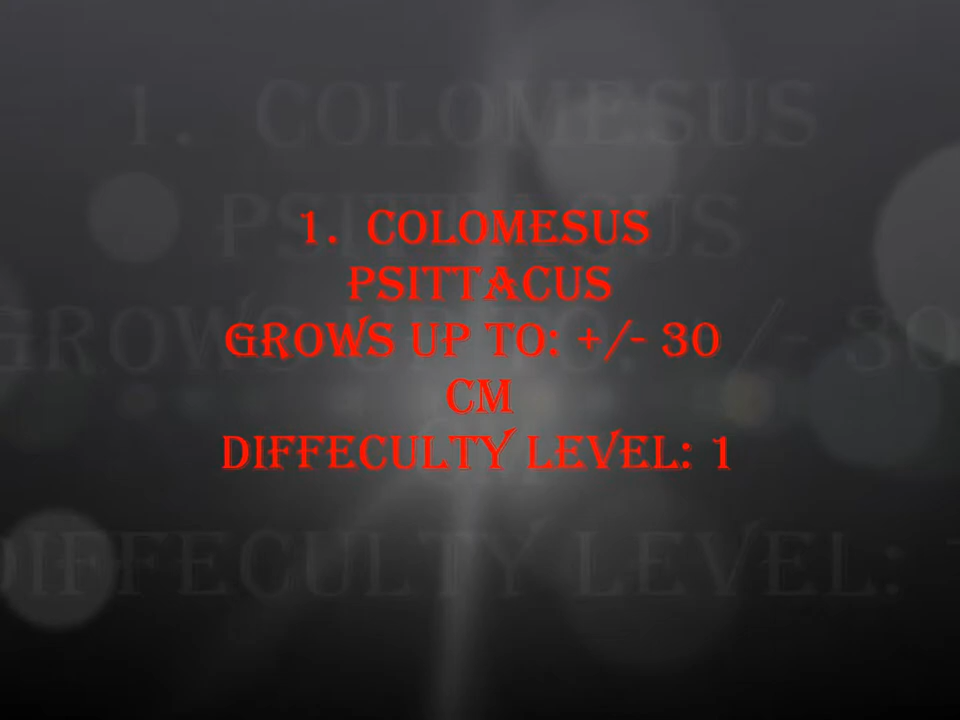 1. COLOMESUS
PSITTACUS
GROWS UP TO: +/- 30
CM
DIFFECULTY LEVEL: 1